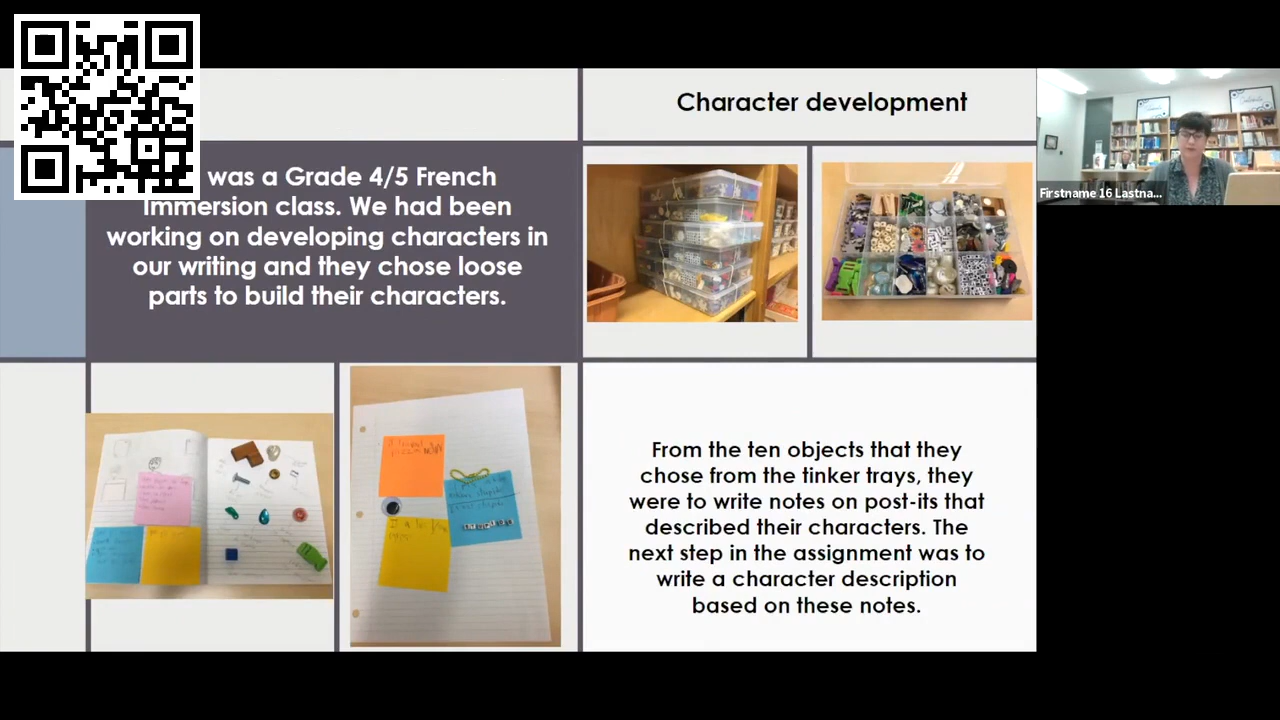 Character development
was a Grade 4/5 French
Immersion class. We had been
working on developing characters in
our writing and they chose loose
parts to build their characters.
From the ten objects that they
chose from the tinker trays, they
were to write notes on post-its that
described their characters. The
next step in the assignment was to
write a character description
based on these notes.
Firstname 16 Lastna...